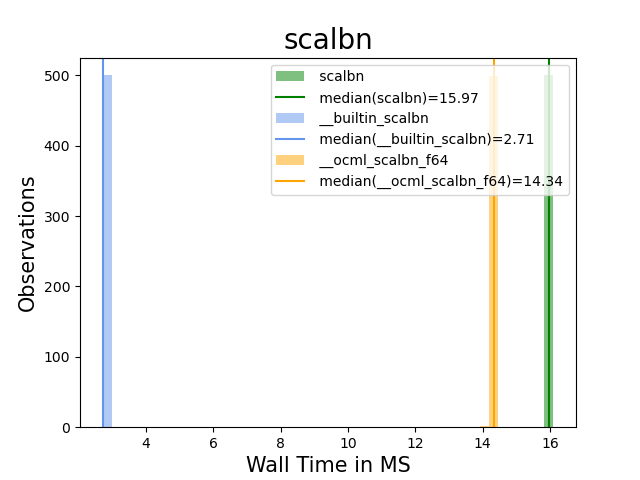 scalbn
500
400
300
200
100
0
Observations
scalbn
median(scalbn)=15.97
__builtin_scalbn
median(__builtin_scalbn)=2.71
__ocml_scalbn_f64
median(__ocml_scalbn_f64)=14.34
4 6 8 10 12 14 16
Wall Time in MS